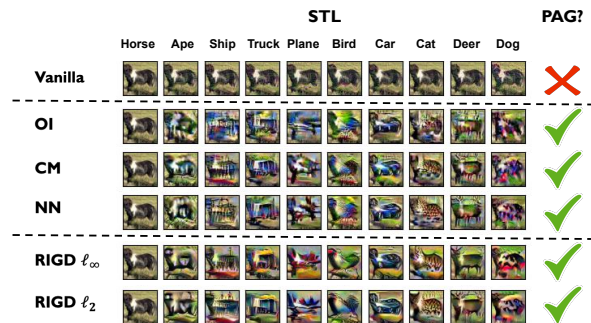 STL PAG?
Horse Ape Ship Truck Plane Bird Car Cat Deer Dog
Vanilla
OI
CM
NN
RIGD ℓ∞
RIGD ℓ2